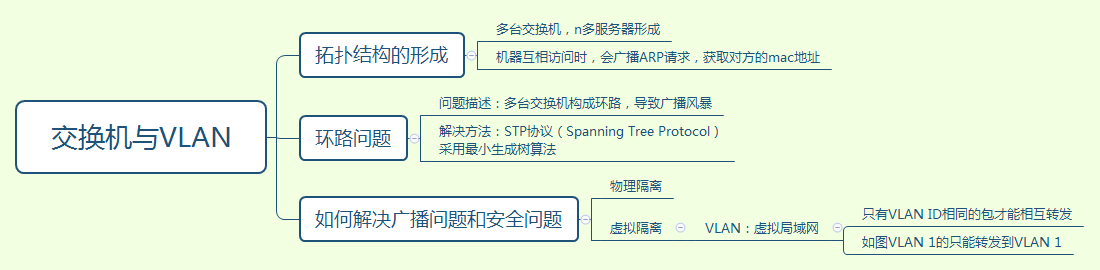 交换机与VLAN
拓扑结构的形成
多台交换机，n多服务器形成
机器互相访问时，会广播ARP请求，获取对方的mac地址
环路问题
问题描述：多台交换机构成环路，导致广播风暴
解决方法：STP协议（Spanning Tree Protocol）
采用最小生成树算法
如何解决广播问题和安全问题
物理隔离
虚拟隔离
VLAN：虚拟局域网
只有VLAN ID相同的包才能相互转发
如图VLAN 1的只能转发到VLAN 1